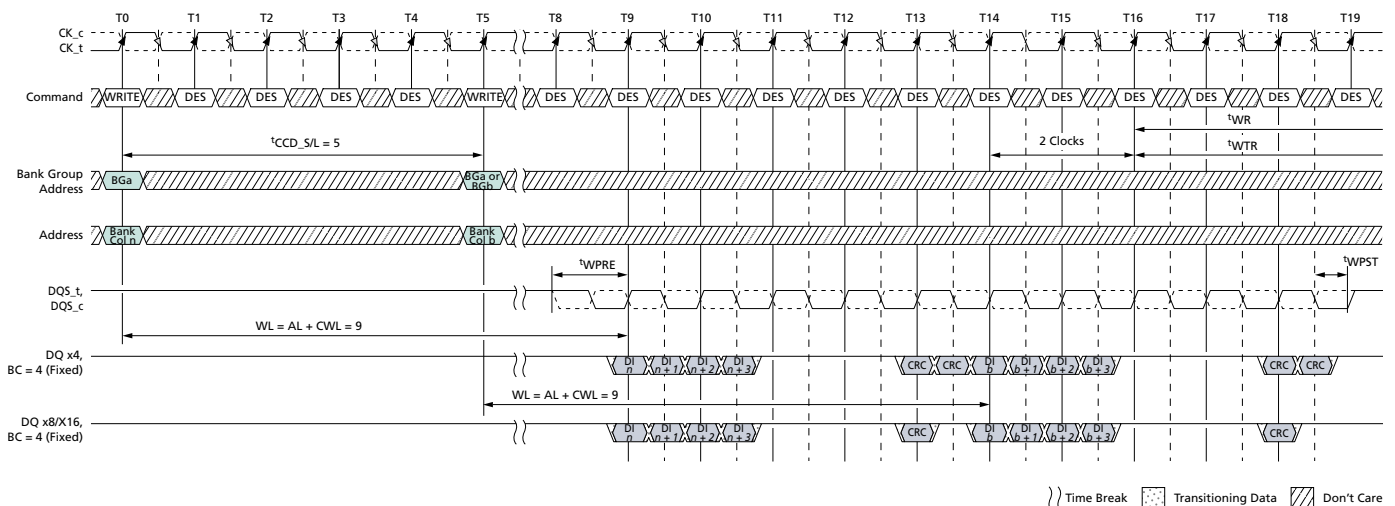 T0 T1 T2 T3 T4 T5 T8 T9 T10 T11 T12 T13 T14 T15 T16 T17 T18 T19
CK_c
CK_t
Command WRITE DES DES DES DES WRITE DES DES DES DES DES DES DES DES DES DES DES DES
tWR
tCCD_S/L = 5 2 Clocks tWTR
Bank Group
Address
BGa BGa or
BGb
Address Bank
Col n
Bank
Col b
tWPRE tWPST
DQS_t,
DQS_c
WL = AL + CWL = 9
DQ x4,
BC = 4 (Fixed)
DI
n
DI
n + 1
DI
n + 2
DI
n + 3
CRC CRC
DI
b
DI
b + 1
DI
b + 2
DI
b + 3
CRC CRC
WL = AL + CWL = 9
DQ x8/X16,
BC = 4 (Fixed)
DI
n
DI
n + 1
DI
n + 2
DI
n + 3
CRC
DI
b
DI
b + 1
DI
b + 2
DI
b + 3
CRC
Time Break Transitioning Data Don't Care